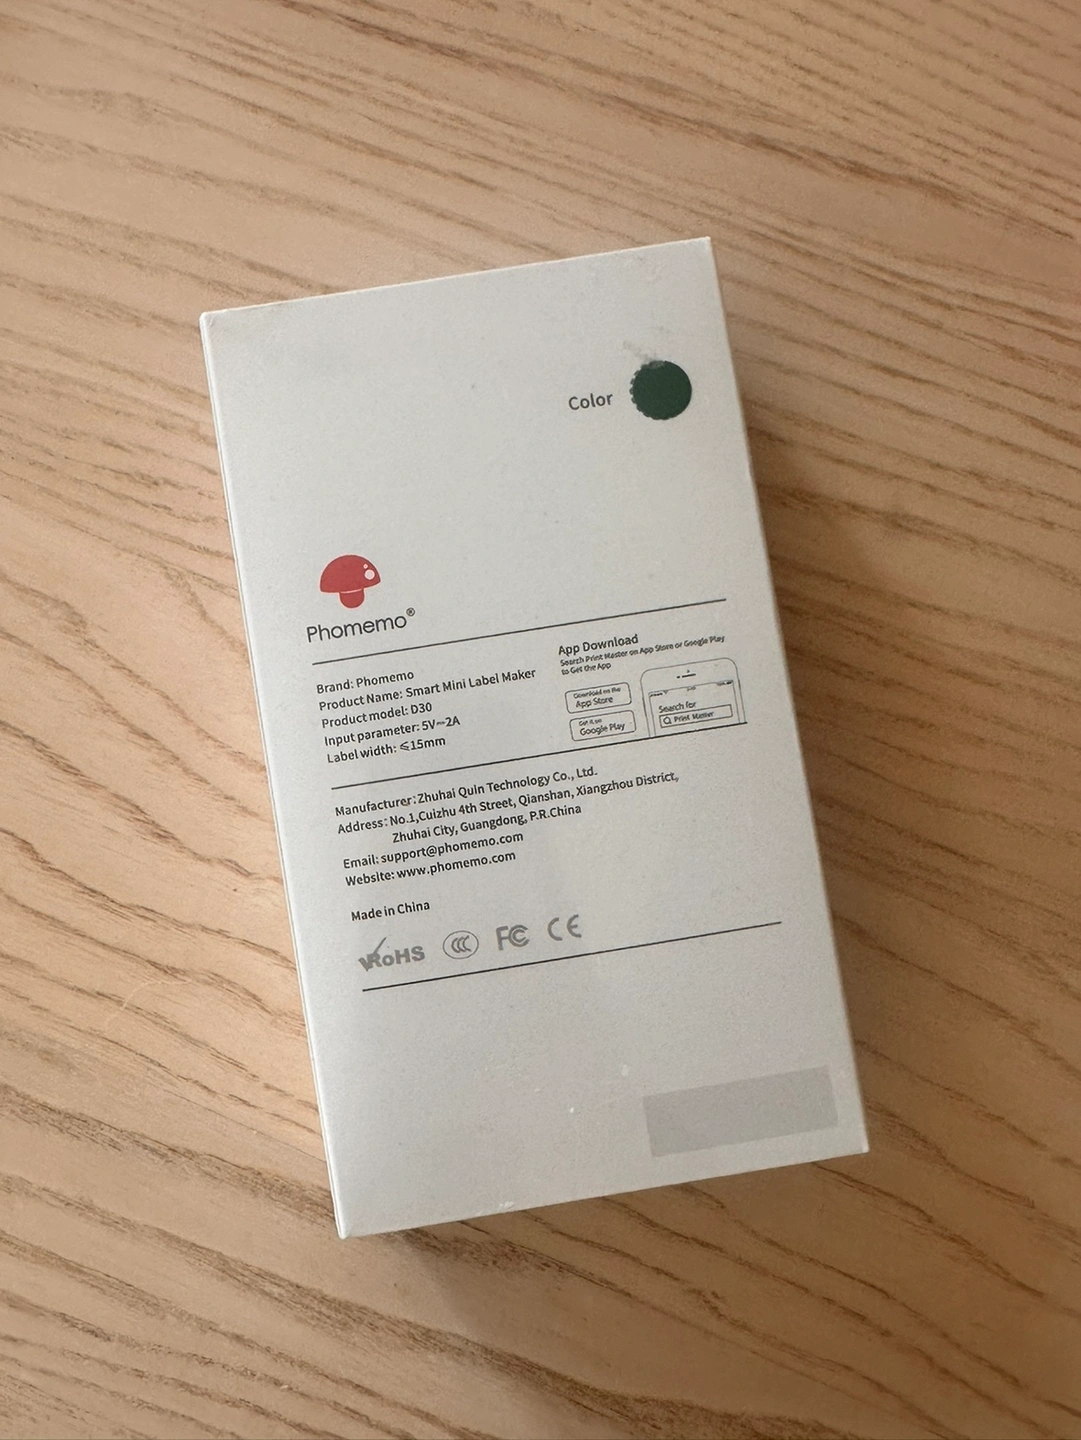 Color
Phomemo®
Brand: Phomemo
Product Name: Smart Mini Label Maker
Product model: D30
Input parameter: 5V⎓2A
Label width: ⩽15mm
App Download
Search Print Master on App Store or Google Play
to Get the App
Download on the
App Store
Get it on
Google Play
Search for
Print Master
Manufacturer: Zhuhai Quin Technology Co., Ltd.
Address: No.1,Cuizhu 4th Street, Qianshan, Xiangzhou District,
Zhuhai City, Guangdong, P.R.China
Email: support@phomemo.com
Website: www.phomemo.com
Made in China
RoHS CCC FC CE